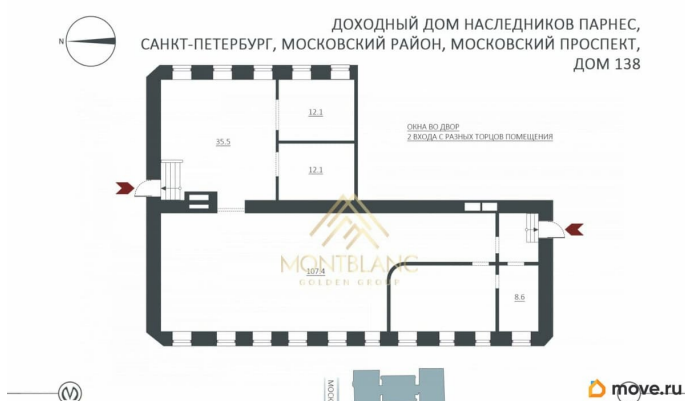 ДОХОДНЫЙ ДОМ НАСЛЕДНИКОВ ПАРНЕС,
САНКТ-ПЕТЕРБУРГ, МОСКОВСКИЙ РАЙОН, МОСКОВСКИЙ ПРОСПЕКТ,
ДОМ 138
N
12.1
ОКНА ВО ДВОР
2 ВХОДА С РАЗНЫХ ТОРЦОВ ПОМЕЩЕНИЯ
35.5
12.1
MONTBLANC
107.4
GOLDEN GROUP
8.6
МОСК
M
move.ru